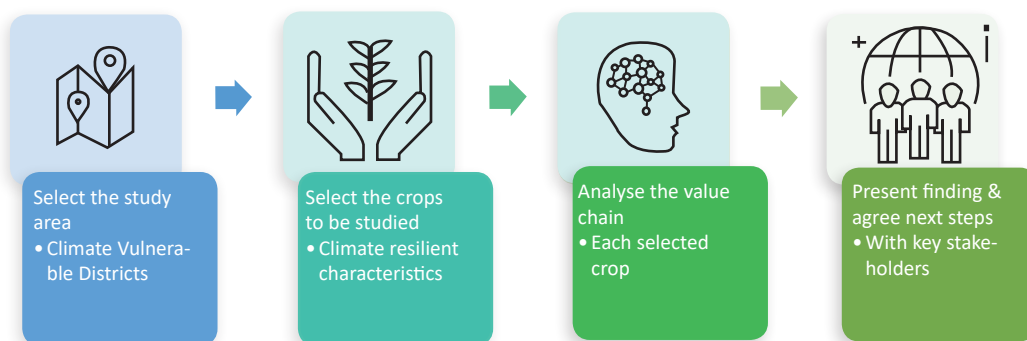 Select the study
area
• Climate Vulnera-
ble Districts
Select the crops
to be studied
• Climate resilient
characteristics
Analyse the value
chain
• Each selected
crop
Present finding &
agree next steps
• With key stake-
holders